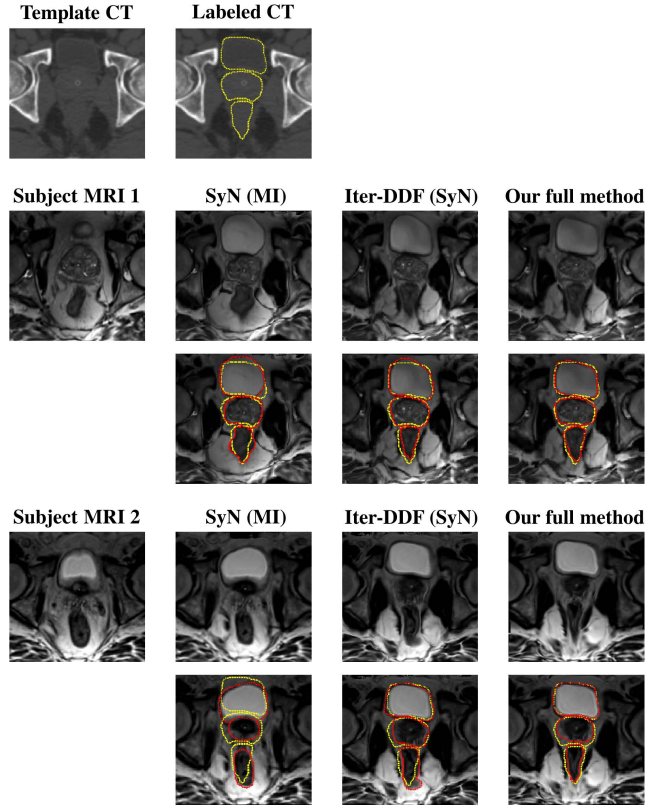 Template CT Labeled CT
Subject MRI 1 SyN (MI) Iter-DDF (SyN) Our full method
Subject MRI 2 SyN (MI) Iter-DDF (SyN) Our full method